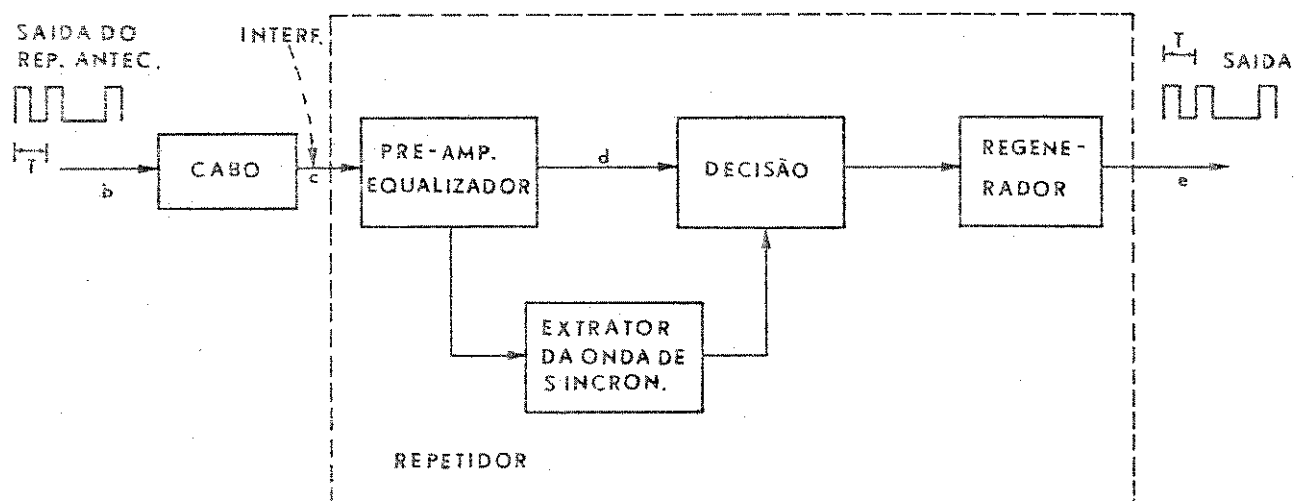 SAIDA DO
REP. ANTEC.
T
b
CABO
INTERF.
c
PRE-AMP.
EQUALIZADOR
d
DECISÃO
REGENE-
RADOR
T
SAIDA
e
EXTRATOR
DA ONDA DE
SINCRON.
REPETIDOR